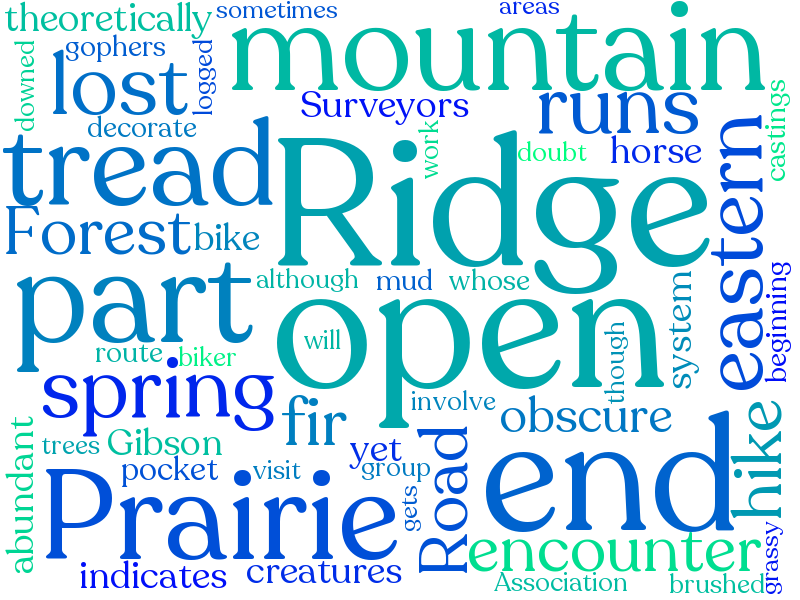 theoretically
sometimes
areas
mountain
gophers
logged
downed
lost
Surveyors
runs
castings
decorate
work
doubt
horse
tread
Ridge
eastern
Forest
bike
part
although
mud
whose
open
system
beginning
will
though
route
biker
spring
involve
fir
obscure
hike
abundant
trees
Gibson
yet
Road
end
pocket
visit
group
gets
Prairie
encounter
grassy
indicates
creatures
Association
brushed